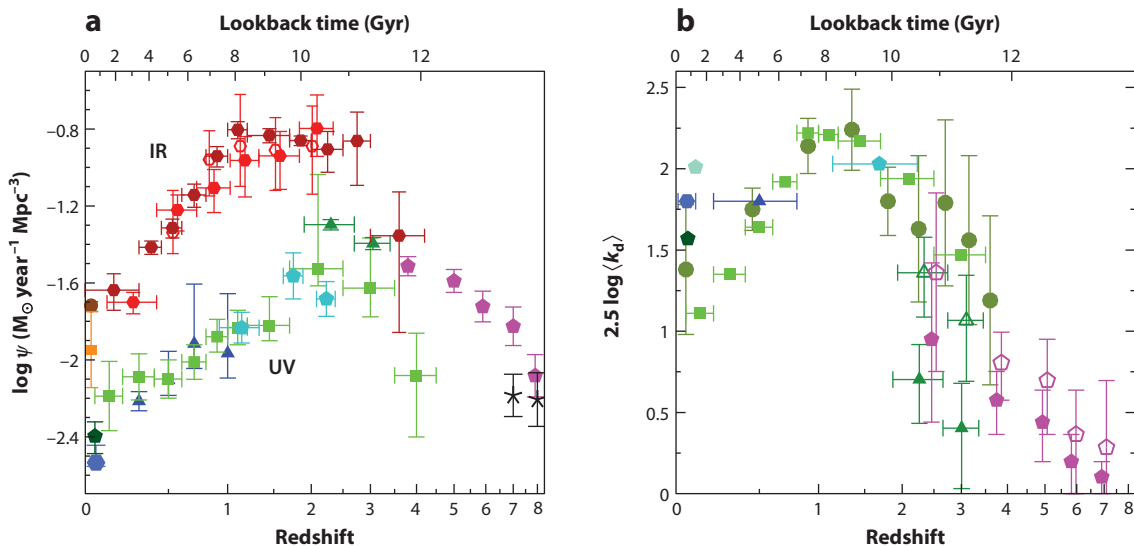 a
Lookback time (Gyr)
0 2 4 6 8 10 12
log ψ (M⊙ year⁻¹ Mpc⁻³)
−0.8
−1.2
−1.6
−2
−2.4
IR
UV
0 1 2 3 4 5 6 7 8
Redshift
b
Lookback time (Gyr)
0 2 4 6 8 10 12
2.5 log ⟨k_d⟩
2.5
2
1.5
1
0.5
0
0 1 2 3 4 5 6 7 8
Redshift